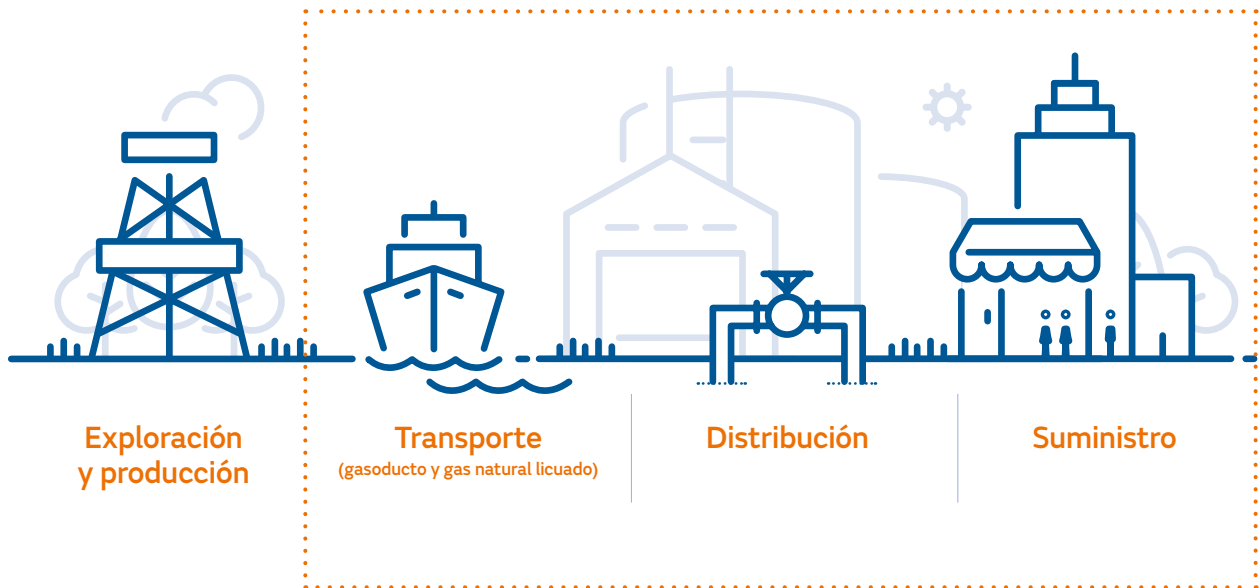 Exploración
y producción
Transporte
(gasoducto y gas natural licuado)
Distribución
Suministro